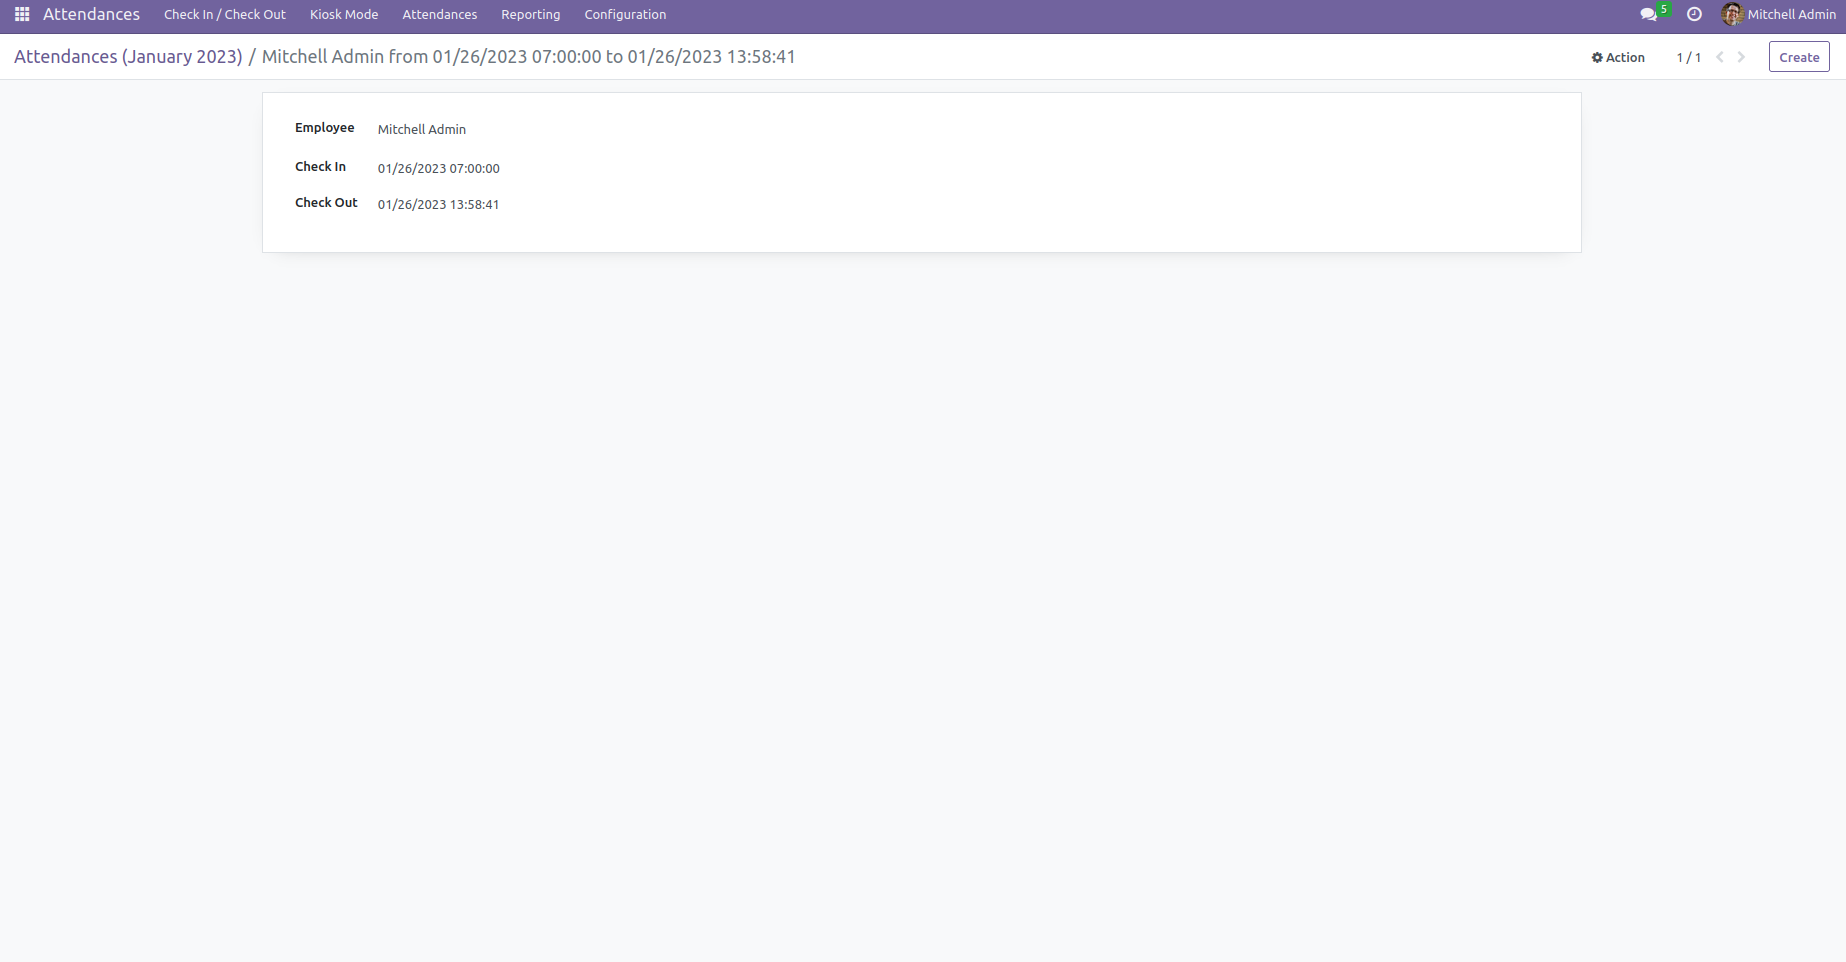 Attendances Check In / Check Out Kiosk Mode Attendances Reporting Configuration 5 Mitchell Admin
Attendances (January 2023) / Mitchell Admin from 01/26/2023 07:00:00 to 01/26/2023 13:58:41 Action 1 / 1 Create
Employee Mitchell Admin
Check In 01/26/2023 07:00:00
Check Out 01/26/2023 13:58:41